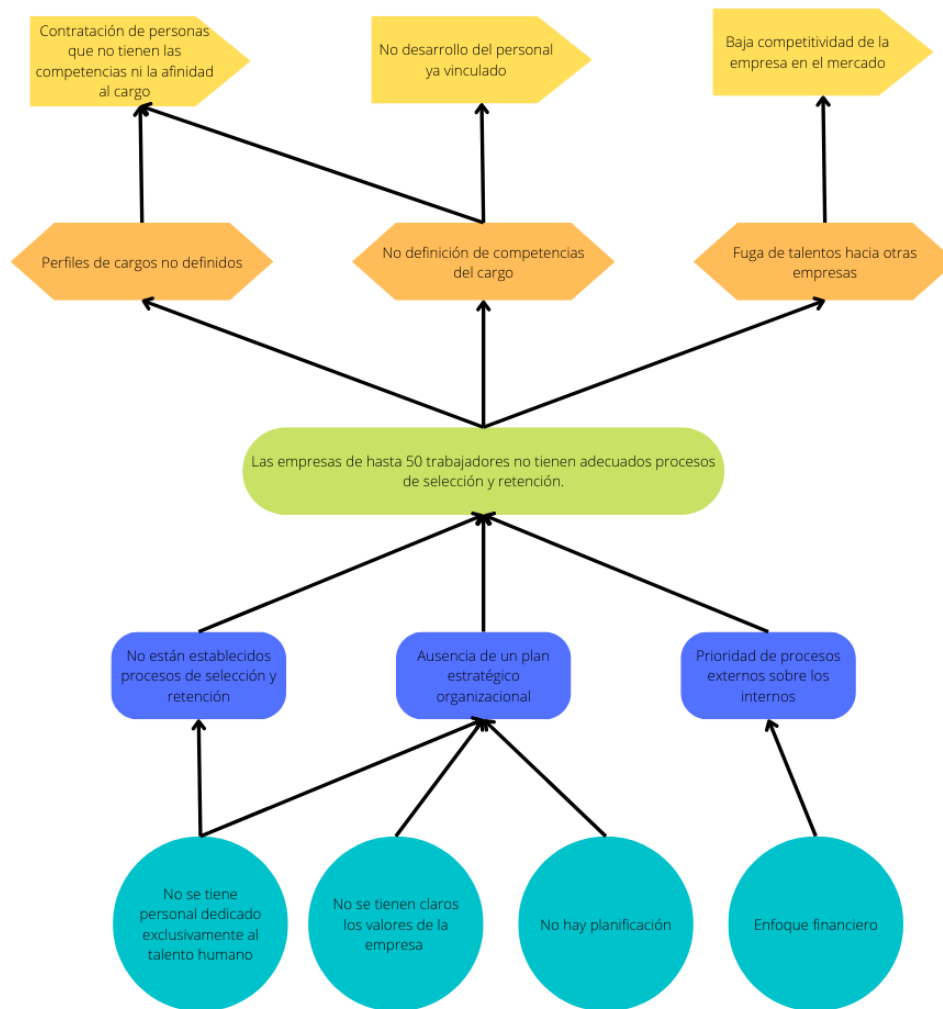 Contratación de personas
que no tienen las
competencias ni la afinidad
al cargo
No desarrollo del personal
ya vinculado
Baja competitividad de la
empresa en el mercado
Perfiles de cargos no definidos
No definición de competencias
del cargo
Fuga de talentos hacia otras
empresas
Las empresas de hasta 50 trabajadores no tienen adecuados procesos
de selección y retención.
No están establecidos
procesos de selección y
retención
Ausencia de un plan
estratégico
organizacional
Prioridad de procesos
externos sobre los
internos
No se tiene
personal dedicado
exclusivamente al
talento humano
No se tienen claros
los valores de la
empresa
No hay planificación
Enfoque financiero